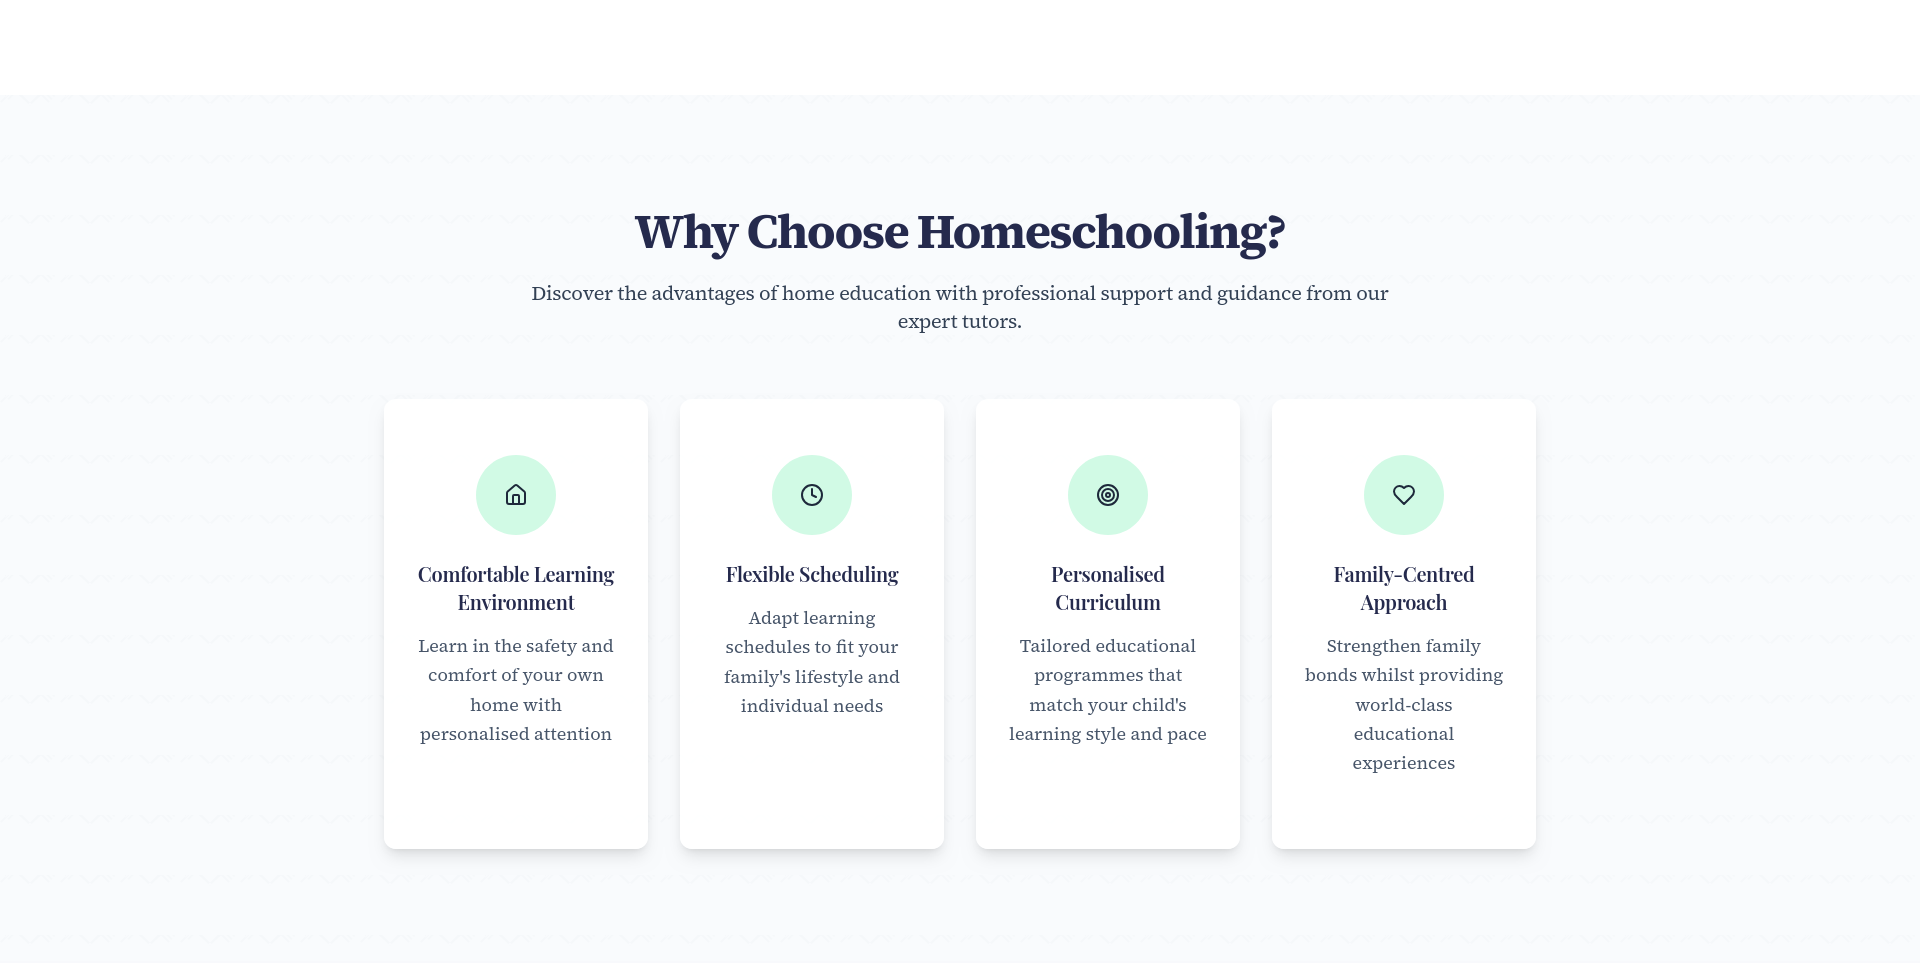 Why Choose Homeschooling?
Discover the advantages of home education with professional support and guidance from our
expert tutors.
Comfortable Learning
Environment
Learn in the safety and
comfort of your own
home with
personalised attention
Flexible Scheduling
Adapt learning
schedules to fit your
family's lifestyle and
individual needs
Personalised
Curriculum
Tailored educational
programmes that
match your child's
learning style and pace
Family-Centred
Approach
Strengthen family
bonds whilst providing
world-class
educational
experiences